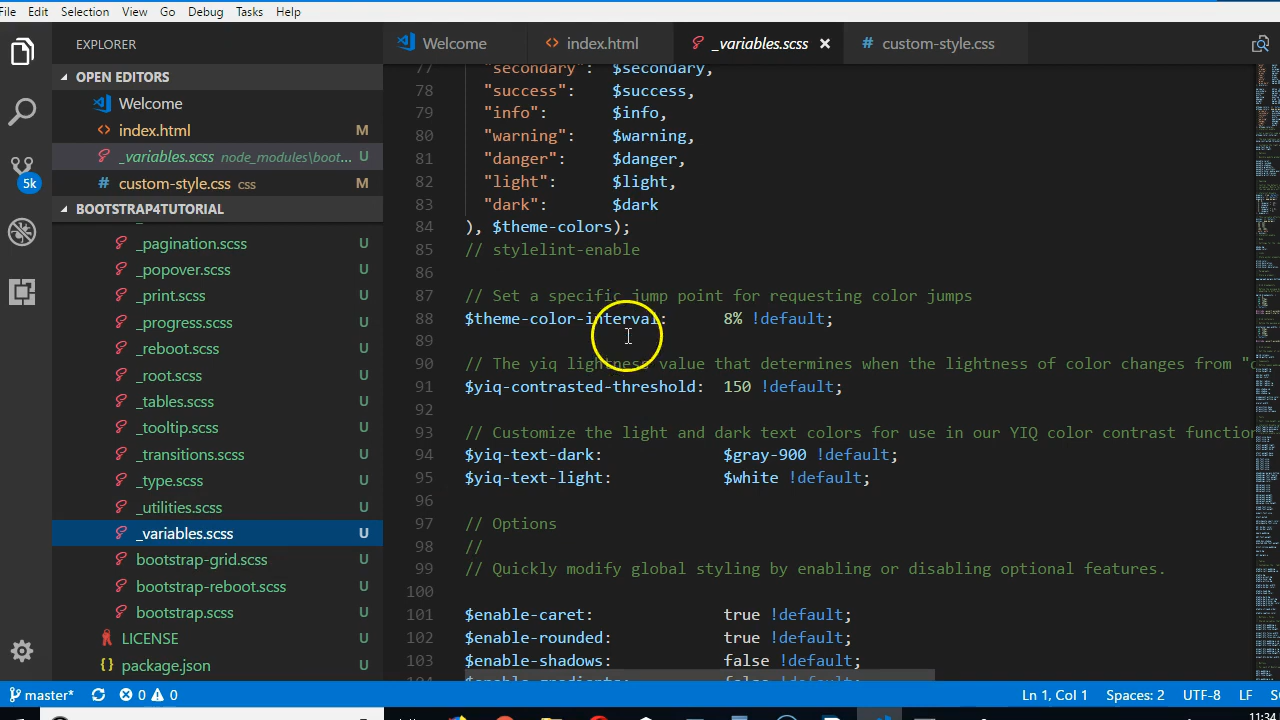 File Edit Selection View Go Debug Tasks Help
EXPLORER
Welcome
index.html
_variables.scss ×
custom-style.css
OPEN EDITORS
Welcome
index.html M
_variables.scss node_modules\boot... U
custom-style.css css M
5k
BOOTSTRAP4TUTORIAL
_pagination.scss U
_popover.scss U
_print.scss U
_progress.scss U
_reboot.scss U
_root.scss U
_tables.scss U
_tooltip.scss U
_transitions.scss U
_type.scss U
_utilities.scss U
_variables.scss U
bootstrap-grid.scss U
bootstrap-reboot.scss U
bootstrap.scss U
LICENSE U
package.json U
77 "secondary": $secondary,
78 "success": $success,
79 "info": $info,
80 "warning": $warning,
81 "danger": $danger,
82 "light": $light,
83 "dark": $dark
84 ), $theme-colors);
85 // stylelint-enable
86
87 // Set a specific jump point for requesting color jumps
88 $theme-color-interval: 8% !default;
89
90 // The yiq lightness value that determines when the lightness of color changes from
91 $yiq-contrasted-threshold: 150 !default;
92
93 // Customize the light and dark text colors for use in our YIQ color contrast functio
94 $yiq-text-dark: $gray-900 !default;
95 $yiq-text-light: $white !default;
96
97 // Options
98 //
99 // Quickly modify global styling by enabling or disabling optional features.
100
101 $enable-caret: true !default;
102 $enable-rounded: true !default;
103 $enable-shadows: false !default;
master* 0 0 Ln 1, Col 1 Spaces: 2 UTF-8 LF
11:34